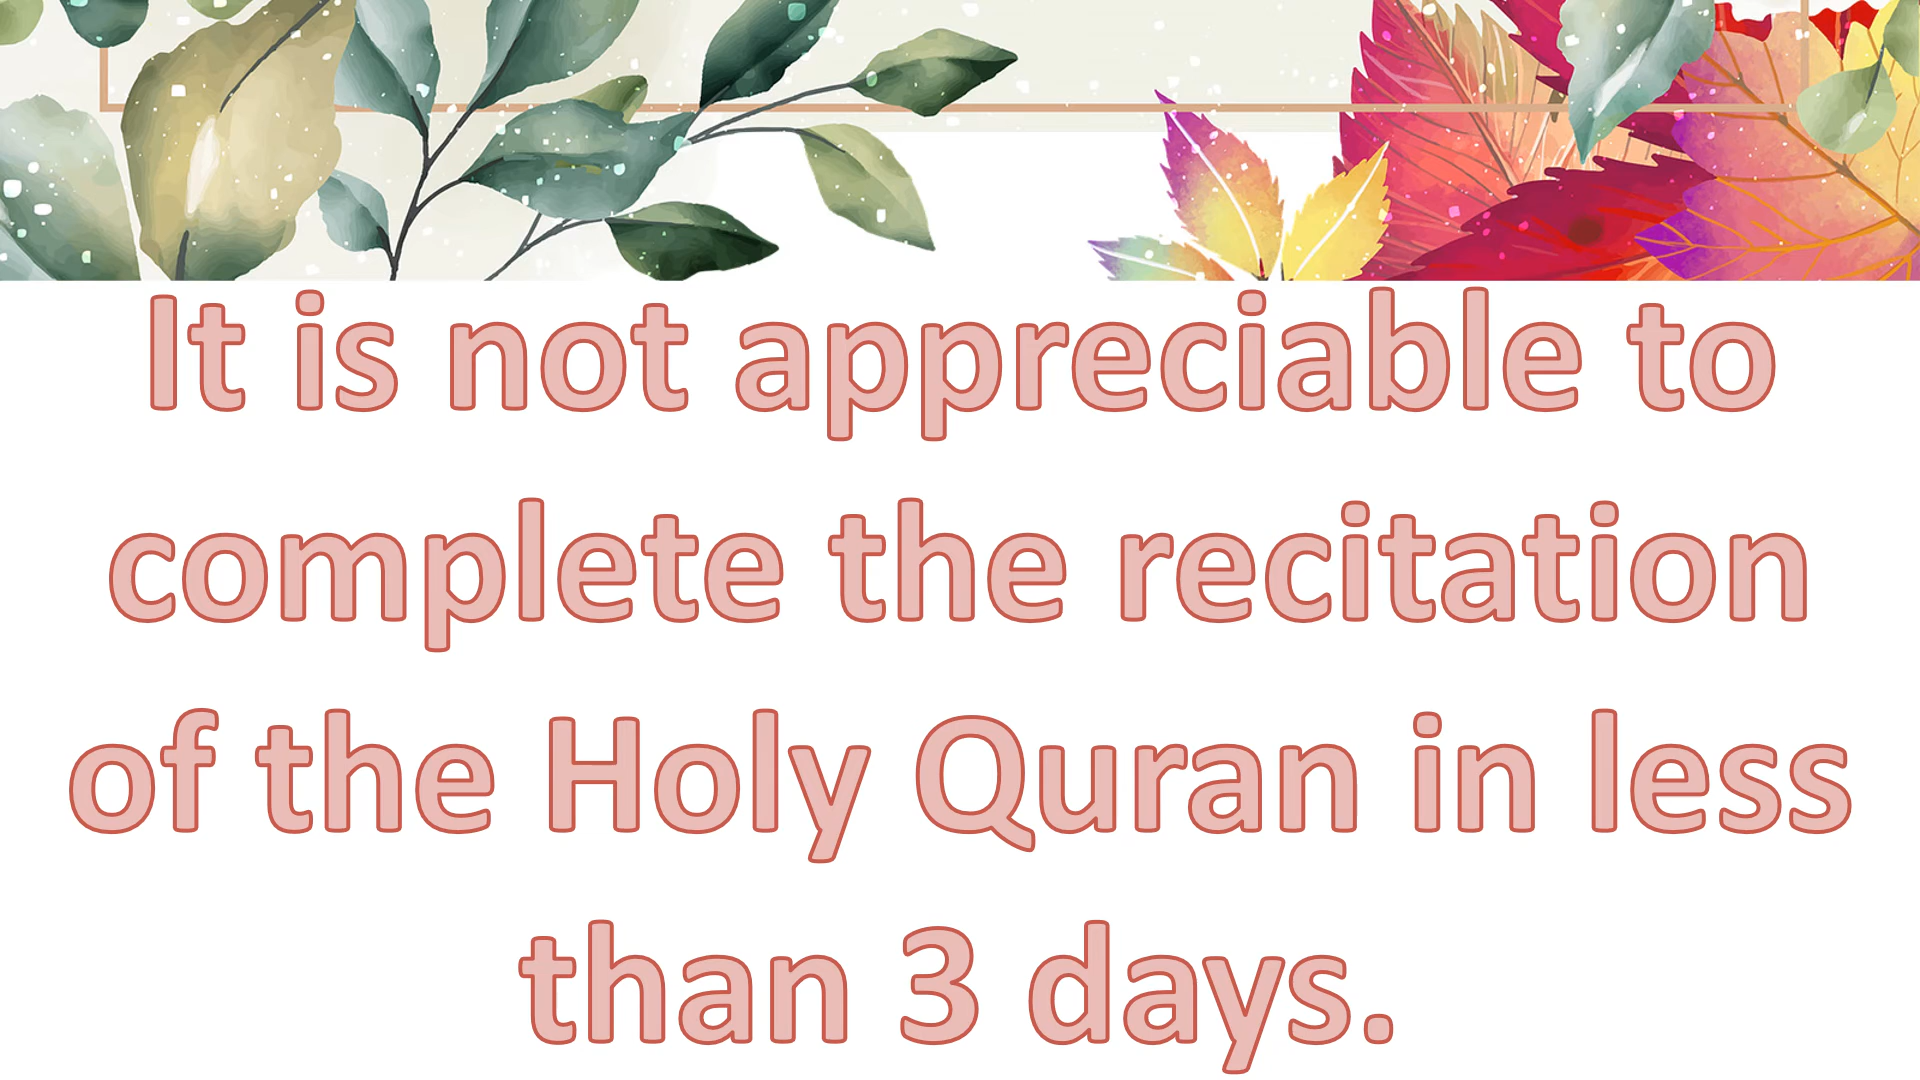 It is not appreciable to
complete the recitation
of the Holy Quran in less
than 3 days.